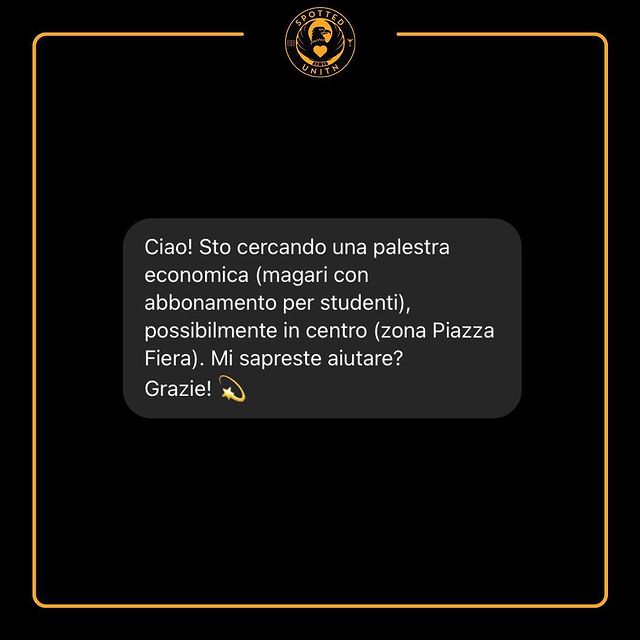 SPOTTED
UNITN
Ciao! Sto cercando una palestra
economica (magari con
abbonamento per studenti),
possibilmente in centro (zona Piazza
Fiera). Mi sapreste aiutare?
Grazie! 💫